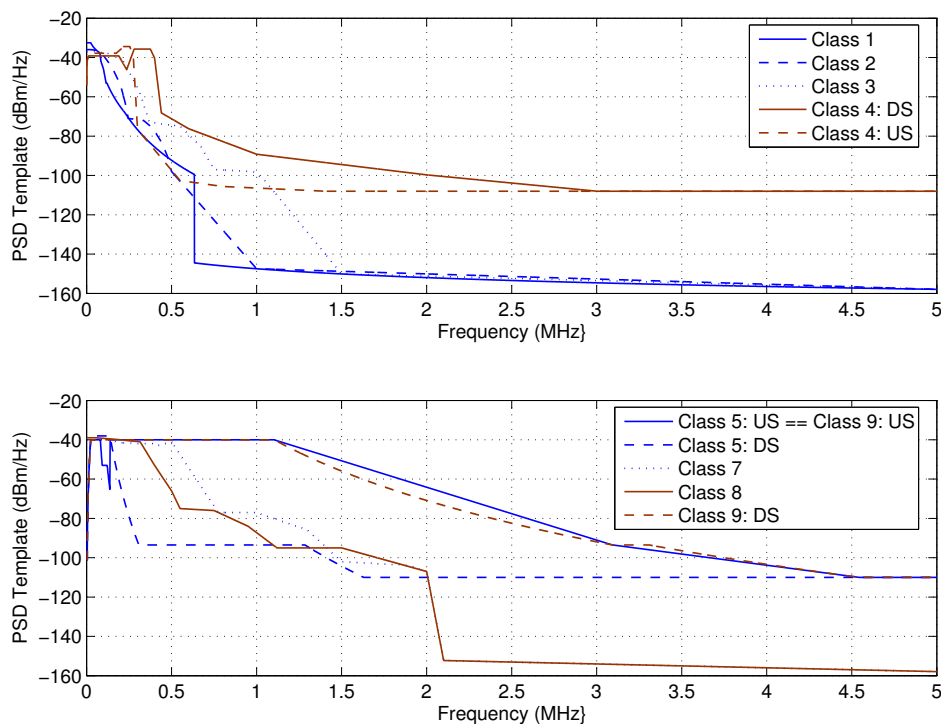 −20
−40
−60
−80
−100
−120
−140
−160
PSD Template (dBm/Hz)
0
0.5
1
1.5
2
2.5
3
3.5
4
4.5
5
Frequency (MHz}
Class 1
Class 2
Class 3
Class 4: DS
Class 4: US
−20
−40
−60
−80
−100
−120
−140
−160
PSD Template (dBm/Hz)
0
0.5
1
1.5
2
2.5
3
3.5
4
4.5
5
Frequency (MHz}
Class 5: US == Class 9: US
Class 5: DS
Class 7
Class 8
Class 9: DS